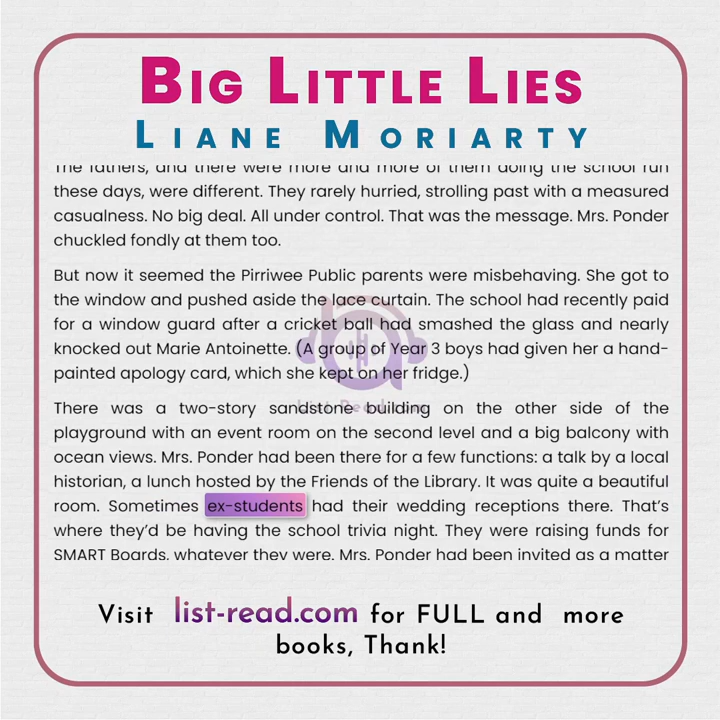 Big Little Lies
Liane Moriarty
The fathers, and there were more and more of them doing the school run
these days, were different. They rarely hurried, strolling past with a measured
casualness. No big deal. All under control. That was the message. Mrs. Ponder
chuckled fondly at them too.
But now it seemed the Pirriwee Public parents were misbehaving. She got to
the window and pushed aside the lace curtain. The school had recently paid
for a window guard after a cricket ball had smashed the glass and nearly
knocked out Marie Antoinette. (A group of Year 3 boys had given her a hand-
painted apology card, which she kept on her fridge.)
There was a two-story sandstone building on the other side of the
playground with an event room on the second level and a big balcony with
ocean views. Mrs. Ponder had been there for a few functions: a talk by a local
historian, a lunch hosted by the Friends of the Library. It was quite a beautiful
room. Sometimes ex-students had their wedding receptions there. That's
where they'd be having the school trivia night. They were raising funds for
SMART Boards, whatever they were. Mrs. Ponder had been invited as a matter
Visit list-read.com for FULL and more
books, Thank!